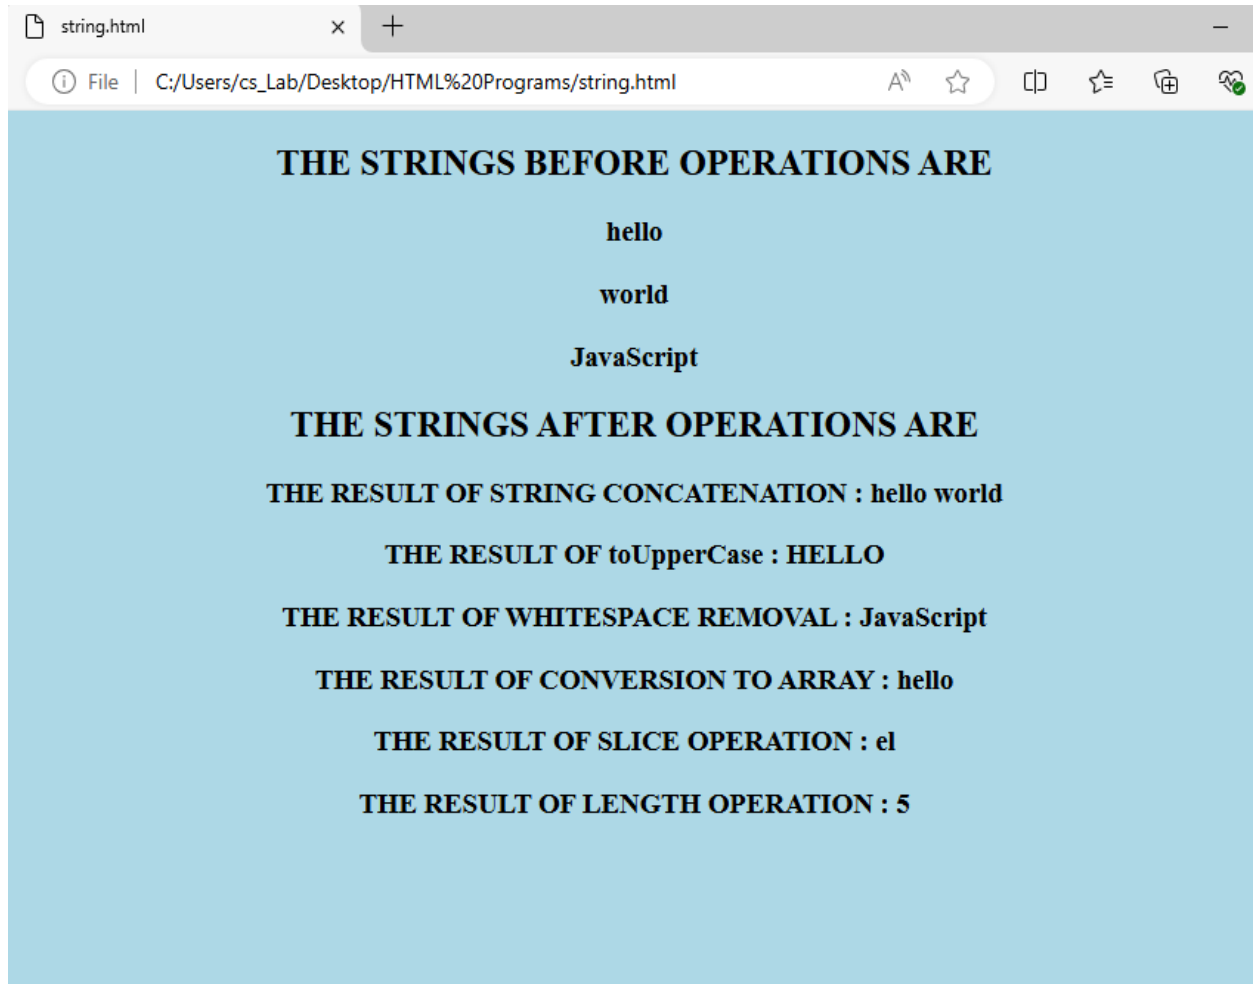 string.html
File C:/Users/cs_Lab/Desktop/HTML%20Programs/string.html
THE STRINGS BEFORE OPERATIONS ARE
hello
world
JavaScript
THE STRINGS AFTER OPERATIONS ARE
THE RESULT OF STRING CONCATENATION : hello world
THE RESULT OF toUpperCase : HELLO
THE RESULT OF WHITESPACE REMOVAL : JavaScript
THE RESULT OF CONVERSION TO ARRAY : hello
THE RESULT OF SLICE OPERATION : el
THE RESULT OF LENGTH OPERATION : 5